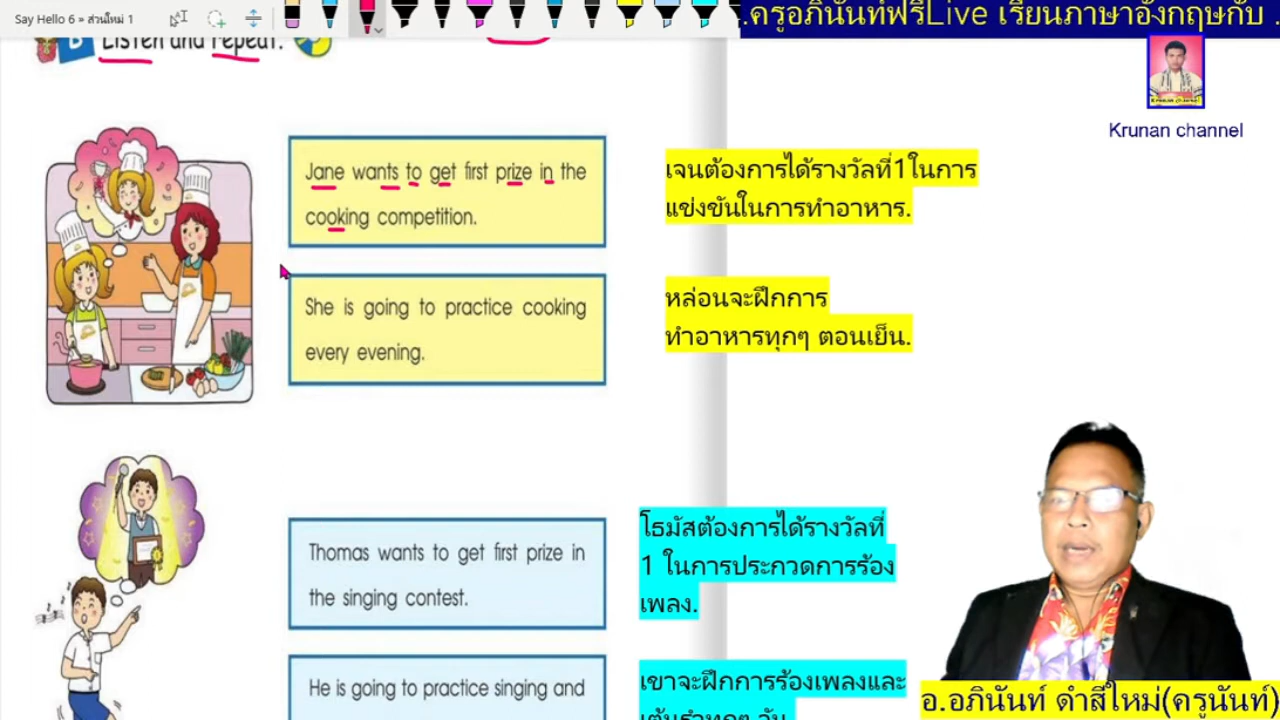 Say Hello 6 » ส่วนใหม่ 1
.ครูอภินันท์ฟรีLive เรียนภาษาอังกฤษกับ .
B Listen and repeat.
Krunan channel
Jane wants to get first prize in the
cooking competition.
เจนต้องการได้รางวัลที่1ในการ
แข่งขันในการทำอาหาร.
She is going to practice cooking
every evening.
หล่อนจะฝึกการ
ทำอาหารทุกๆ ตอนเย็น.
Thomas wants to get first prize in
the singing contest.
โธมัสต้องการได้รางวัลที่
1 ในการประกวดการร้อง
เพลง.
He is going to practice singing and
เขาจะฝึกการร้องเพลงและ
เต้นรำทุกๆ วัน
อ.อภินันท์ ดำสีใหม่(ครูนันท์)